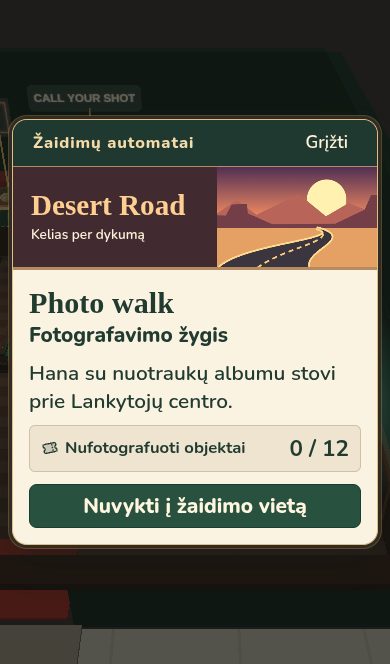 CALL YOUR SHOT
Žaidimų automatai
Grįžti
Desert Road
Kelias per dykumą
Photo walk
Fotografavimo žygis
Hana su nuotraukų albumu stovi
prie Lankytojų centro.
Nufotografuoti objektai
0 / 12
Nuvykti į žaidimo vietą